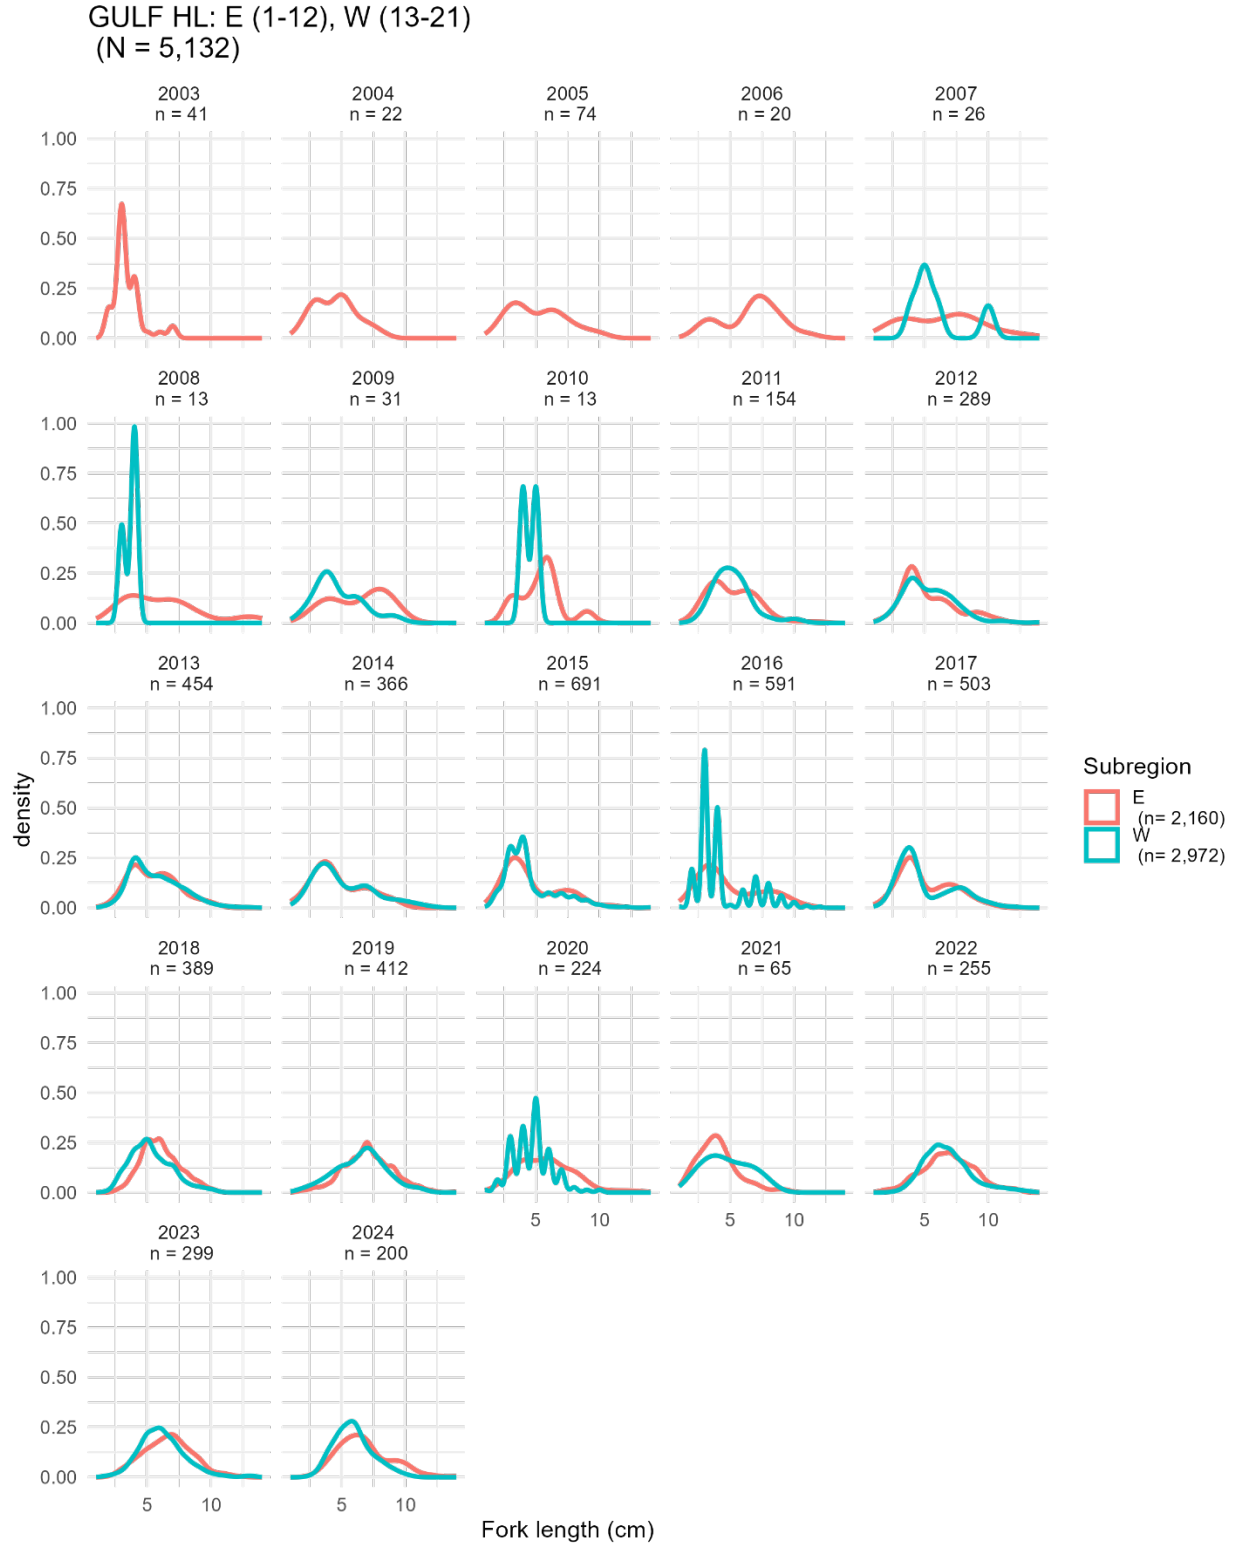 GULF HL: E (1-12), W (13-21)
(N = 5,132)
2003 2004 2005 2006 2007
n = 41 n = 22 n = 74 n = 20 n = 26
1.00
0.75
0.50
0.25
0.00
2008 2009 2010 2011 2012
n = 13 n = 31 n = 13 n = 154 n = 289
1.00
0.75
0.50
0.25
0.00
2013 2014 2015 2016 2017
n = 454 n = 366 n = 691 n = 591 n = 503
1.00
0.75
0.50
0.25
0.00
density
Subregion
E
(n= 2,160)
W
(n= 2,972)
2018 2019 2020 2021 2022
n = 389 n = 412 n = 224 n = 65 n = 255
1.00
0.75
0.50
0.25
0.00
5 10 5 10 5 10
2023 2024
n = 299 n = 200
1.00
0.75
0.50
0.25
0.00
5 10 5 10
Fork length (cm)